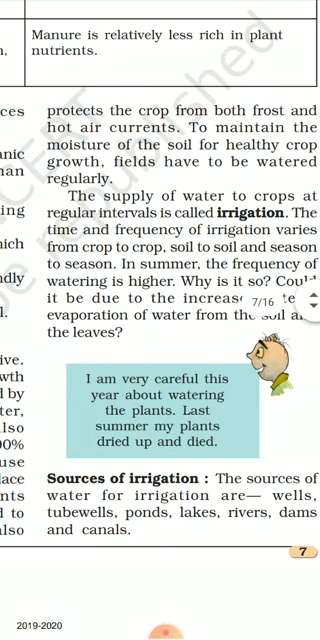 Manure is relatively less rich in plant
nutrients.
protects the crop from both frost and
hot air currents. To maintain the
moisture of the soil for healthy crop
growth, fields have to be watered
regularly.
The supply of water to crops at
regular intervals is called irrigation. The
time and frequency of irrigation varies
from crop to crop, soil to soil and season
to season. In summer, the frequency of
watering is higher. Why is it so? Could
it be due to the increas
7/16
evaporation of water from the soil
the leaves?
I am very careful this
year about watering
the plants. Last
summer my plants
dried up and died.
Sources of irrigation : The sources of
water for irrigation are— wells,
tubewells, ponds, lakes, rivers, dams
and canals.
7
2019-2020